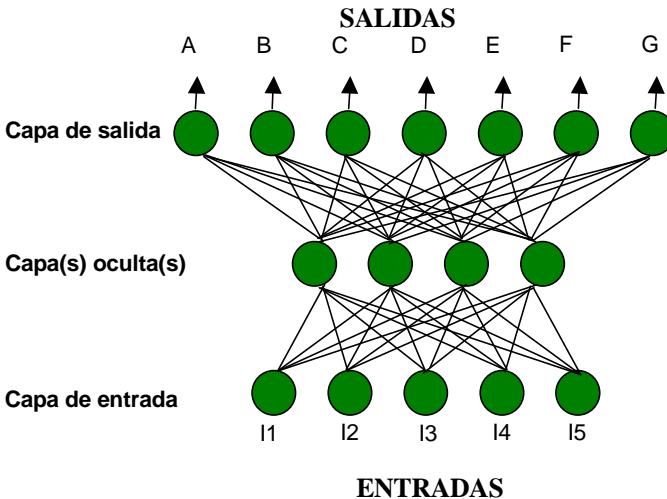 SALIDAS
A B C D E F G
Capa de salida
Capa(s) oculta(s)
Capa de entrada
I1 I2 I3 I4 I5
ENTRADAS